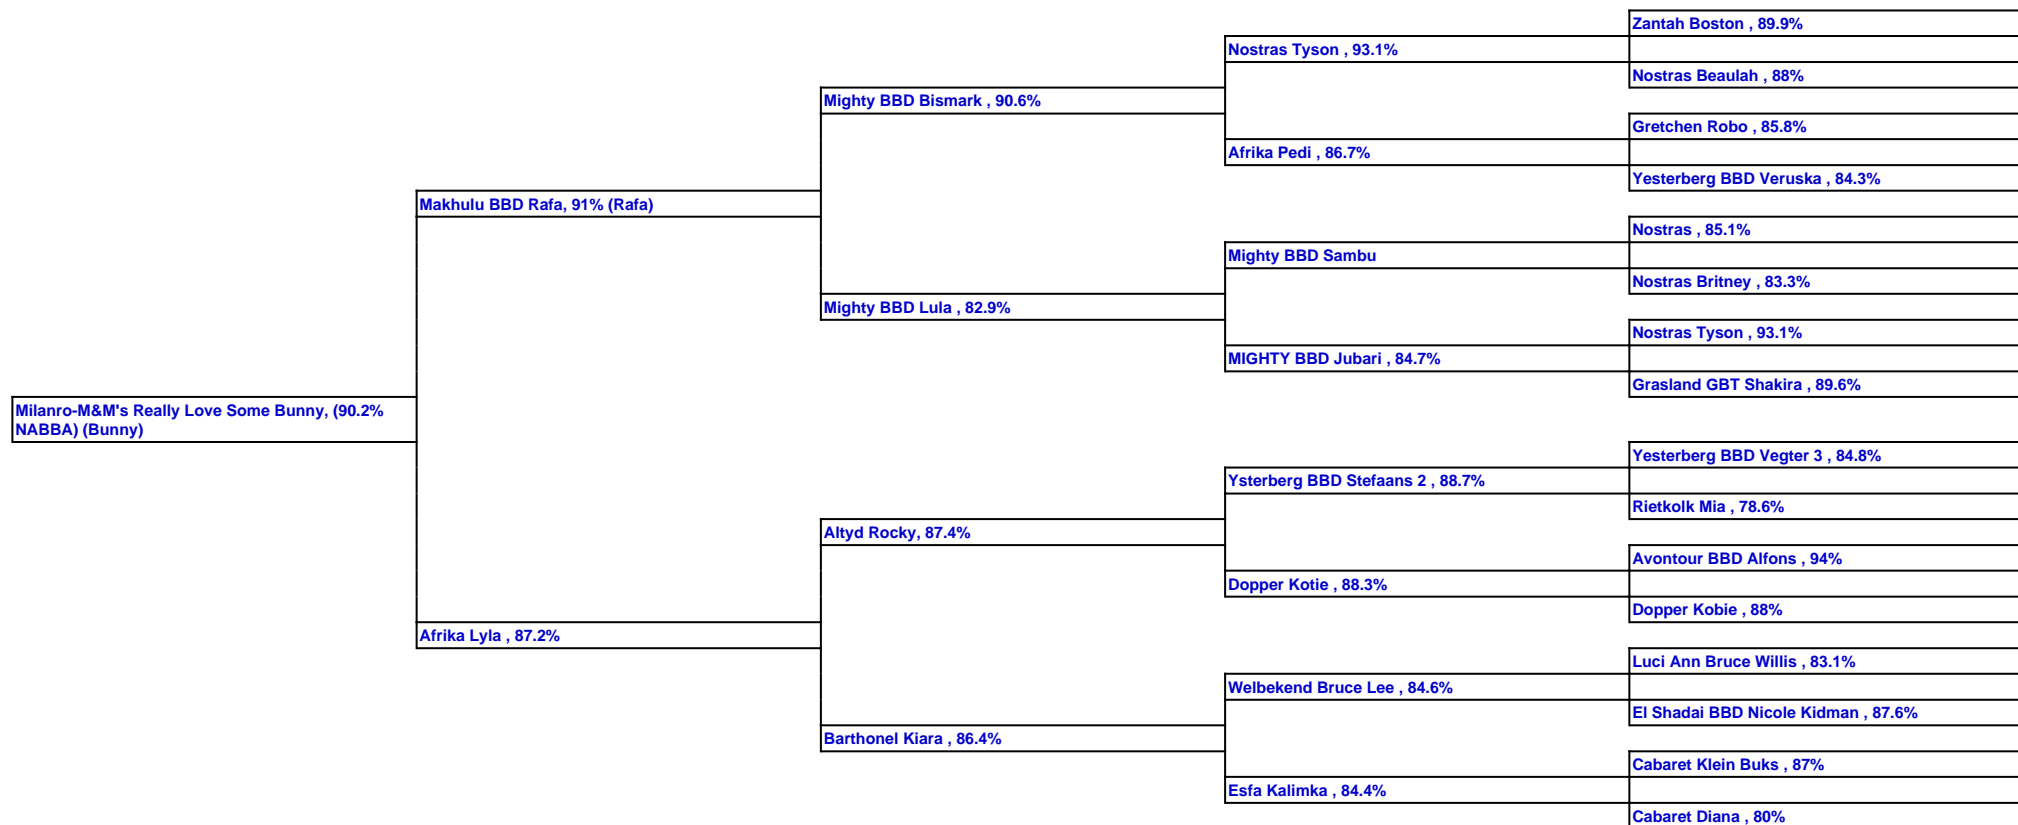 Zantah Boston , 89.9%
Nostras Tyson , 93.1%
Nostras Beaulah , 88%
Mighty BBD Bismark , 90.6%
Gretchen Robo , 85.8%
Afrika Pedi , 86.7%
Yesterberg BBD Veruska , 84.3%
Makhulu BBD Rafa, 91% (Rafa)
Nostras , 85.1%
Mighty BBD Sambu
Nostras Britney , 83.3%
Mighty BBD Lula , 82.9%
Nostras Tyson , 93.1%
MIGHTY BBD Jubari , 84.7%
Grasland GBT Shakira , 89.6%
Milanro-M&M's Really Love Some Bunny, (90.2%
NABBA) (Bunny)
Yesterberg BBD Vegter 3 , 84.8%
Ysterberg BBD Stefaans 2 , 88.7%
Rietkolk Mia , 78.6%
Altyd Rocky, 87.4%
Avontour BBD Alfons , 94%
Dopper Kotie , 88.3%
Dopper Kobie , 88%
Afrika Lyla , 87.2%
Luci Ann Bruce Willis , 83.1%
Welbekend Bruce Lee , 84.6%
El Shadai BBD Nicole Kidman , 87.6%
Barthonel Kiara , 86.4%
Cabaret Klein Buks , 87%
Esfa Kalimka , 84.4%
Cabaret Diana , 80%